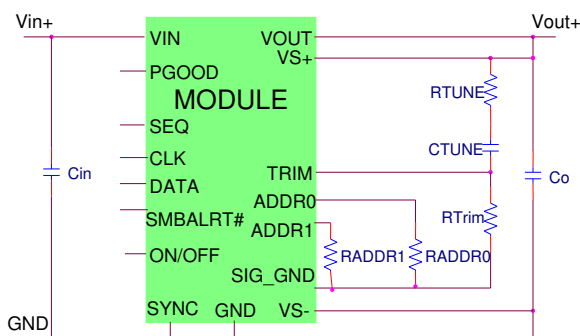 Vin+
Vout+
VIN
VOUT
VS+
PGOOD
RTUNE
MODULE
SEQ
CTUNE
CLK
TRIM
Cin
Co
DATA
ADDR0
RTrim
SMBALRT#
ADDR1
ON/OFF
RADDR1
RADDR0
SIG_GND
SYNC
GND
VS-
GND